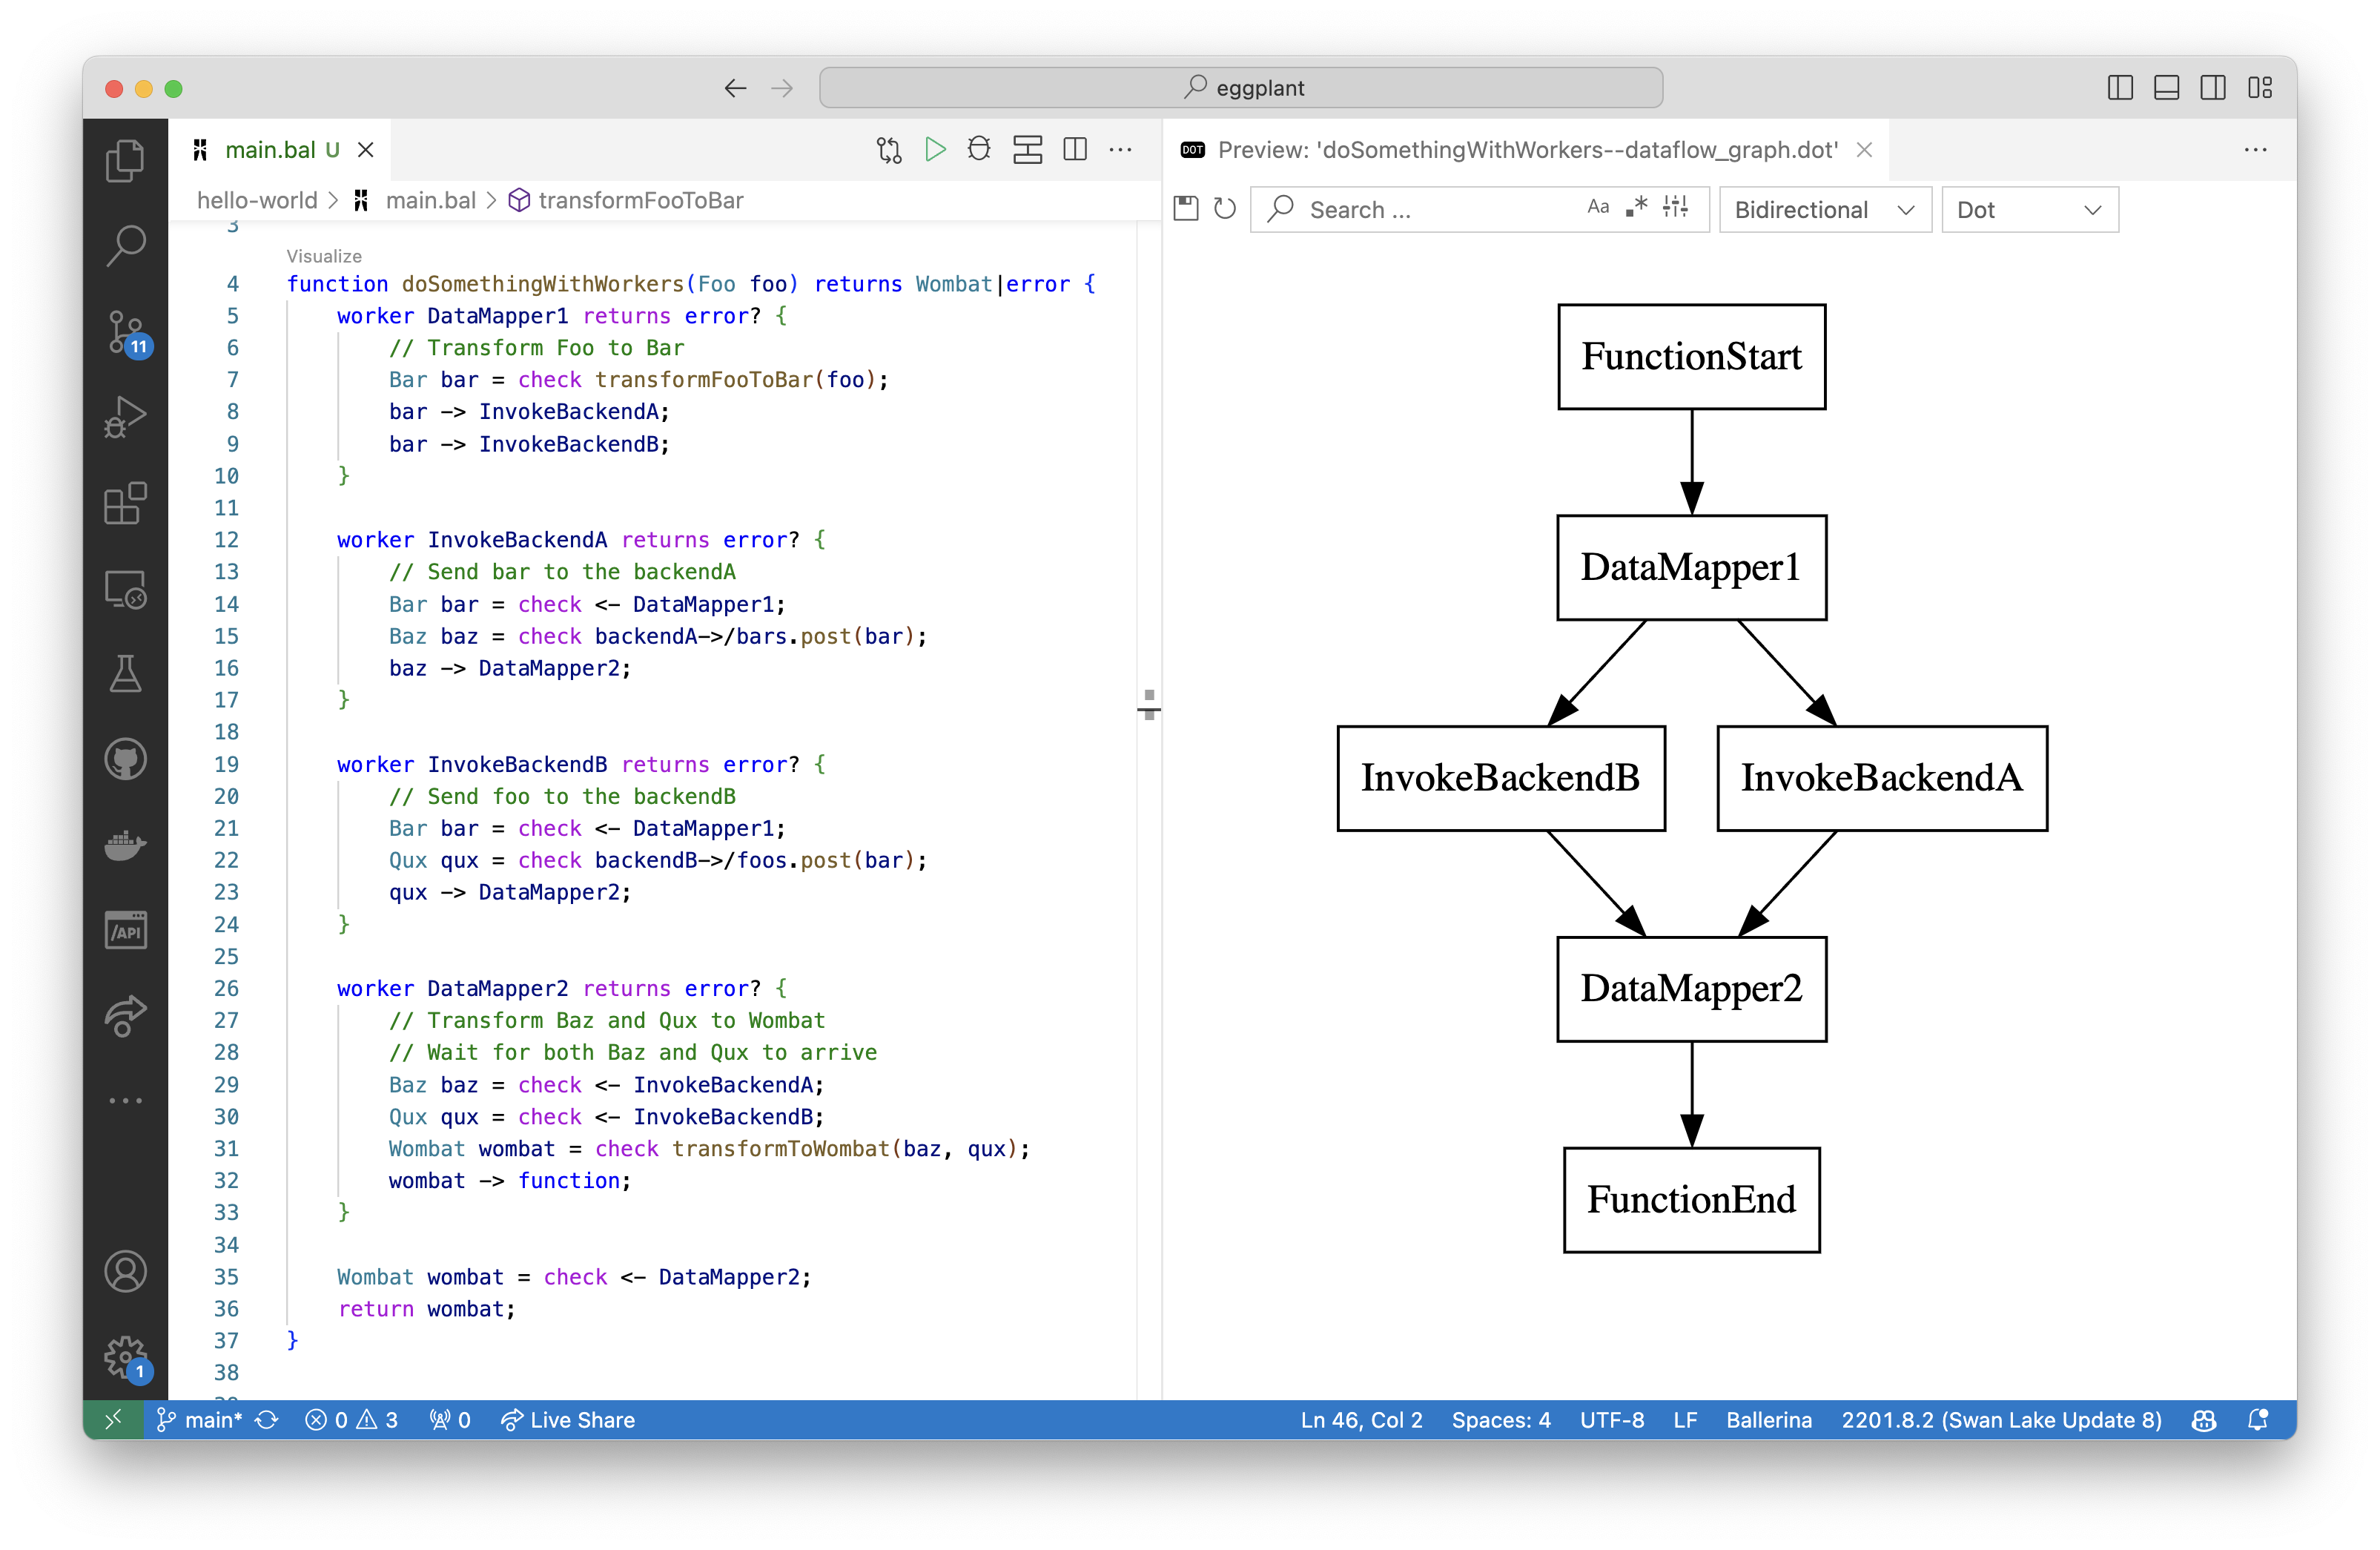 eggplant
main.bal U
Preview: 'doSomethingWithWorkers--dataflow_graph.dot'
hello-world > main.bal > transformFooToBar
Search ... Aa .* Bidirectional Dot
3
Visualize
4 function doSomethingWithWorkers(Foo foo) returns Wombat|error {
5 worker DataMapper1 returns error? {
6 // Transform Foo to Bar
7 Bar bar = check transformFooToBar(foo);
8 bar -> InvokeBackendA;
9 bar -> InvokeBackendB;
10 }
11
12 worker InvokeBackendA returns error? {
13 // Send bar to the backendA
14 Bar bar = check <- DataMapper1;
15 Baz baz = check backendA->/bars.post(bar);
16 baz -> DataMapper2;
17 }
18
19 worker InvokeBackendB returns error? {
20 // Send foo to the backendB
21 Bar bar = check <- DataMapper1;
22 Qux qux = check backendB->/foos.post(bar);
23 qux -> DataMapper2;
24 }
25
26 worker DataMapper2 returns error? {
27 // Transform Baz and Qux to Wombat
28 // Wait for both Baz and Qux to arrive
29 Baz baz = check <- InvokeBackendA;
30 Qux qux = check <- InvokeBackendB;
31 Wombat wombat = check transformToWombat(baz, qux);
32 wombat -> function;
33 }
34
35 Wombat wombat = check <- DataMapper2;
36 return wombat;
37 }
38
FunctionStart
DataMapper1
InvokeBackendB InvokeBackendA
DataMapper2
FunctionEnd
11
/API
1
DOT
main* 0 3 0 Live Share
Ln 46, Col 2 Spaces: 4 UTF-8 LF Ballerina 2201.8.2 (Swan Lake Update 8)